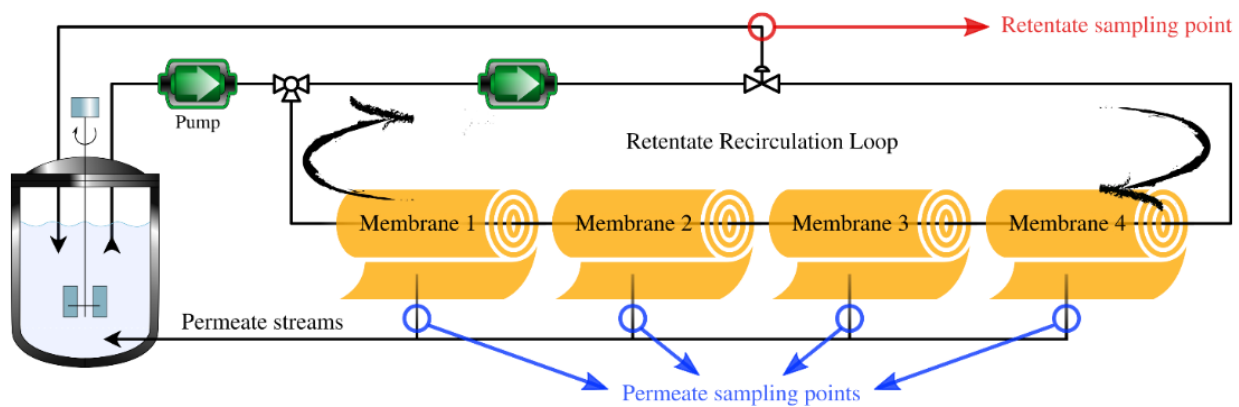 Retentate sampling point
Pump
Retentate Recirculation Loop
Membrane 1
Membrane 2
Membrane 3
Membrane 4
Permeate streams
Permeate sampling points